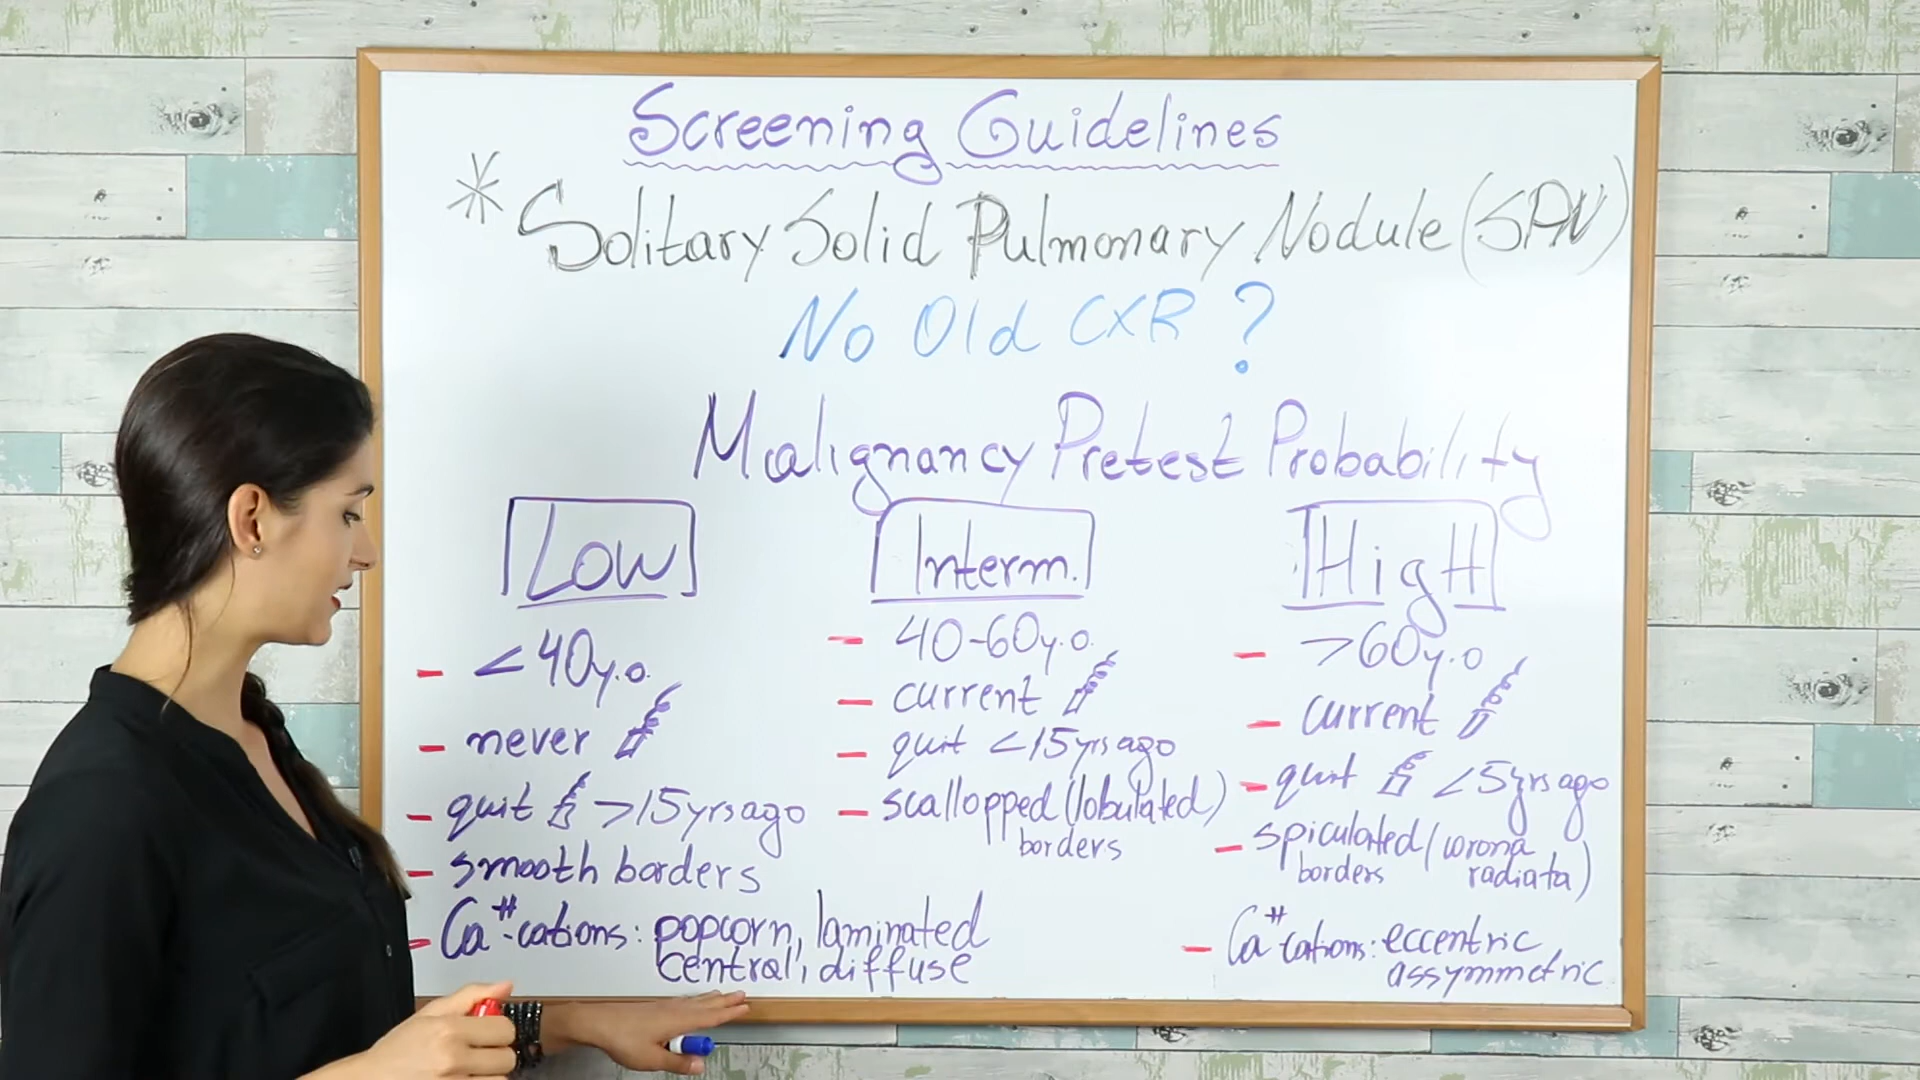 Screening Guidelines
* Solitary Solid Pulmonary Nodule (SPN)
No Old CXR ?
Malignancy Pretest Probability
Low
- <40y.o.
- never
- quit >15yrs ago
- smooth borders
- Ca++-cations: popcorn, laminated
central, diffuse
Interm.
- 40-60y.o.
- current
- quit <15yrs ago
- scallopped (lobulated)
borders
High
- >60y.o
- current
- quit <5yrs ago
- spiculated (corona
borders radiata)
- Ca++cations: eccentric
assymmetric